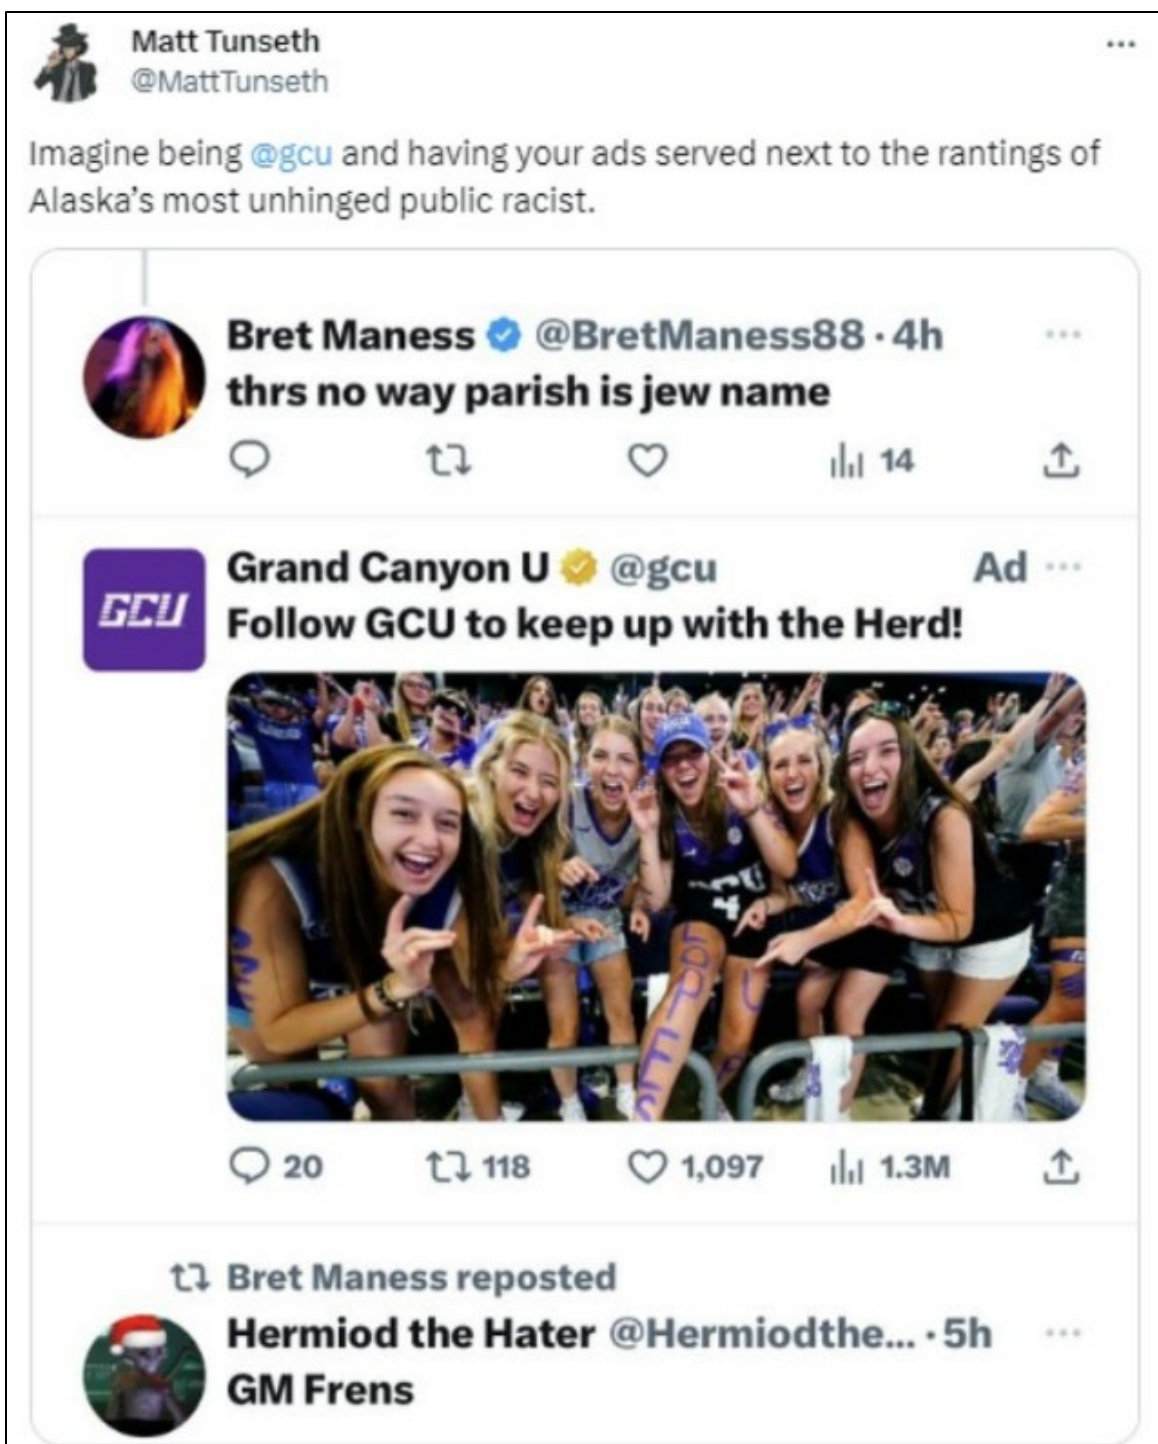 Matt Tunseth
@MattTunseth
Imagine being @gcu and having your ads served next to the rantings of
Alaska’s most unhinged public racist.
Bret Maness @BretManess88 · 4h
thrs no way parish is jew name
14
Grand Canyon U @gcu Ad
GCU
Follow GCU to keep up with the Herd!
LOPES
U
20 118 1,097 1.3M
Bret Maness reposted
Hermiod the Hater @Hermiodthe... · 5h
GM Frens